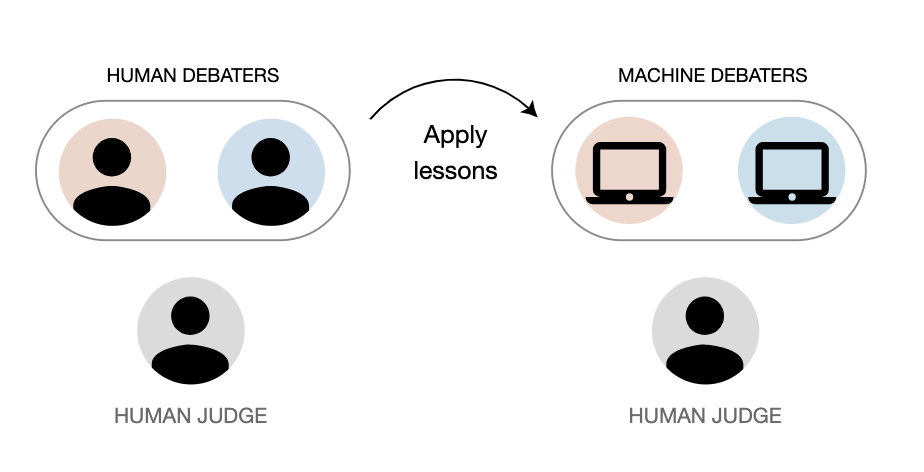 HUMAN DEBATERS
MACHINE DEBATERS
Apply
lessons
HUMAN JUDGE
HUMAN JUDGE